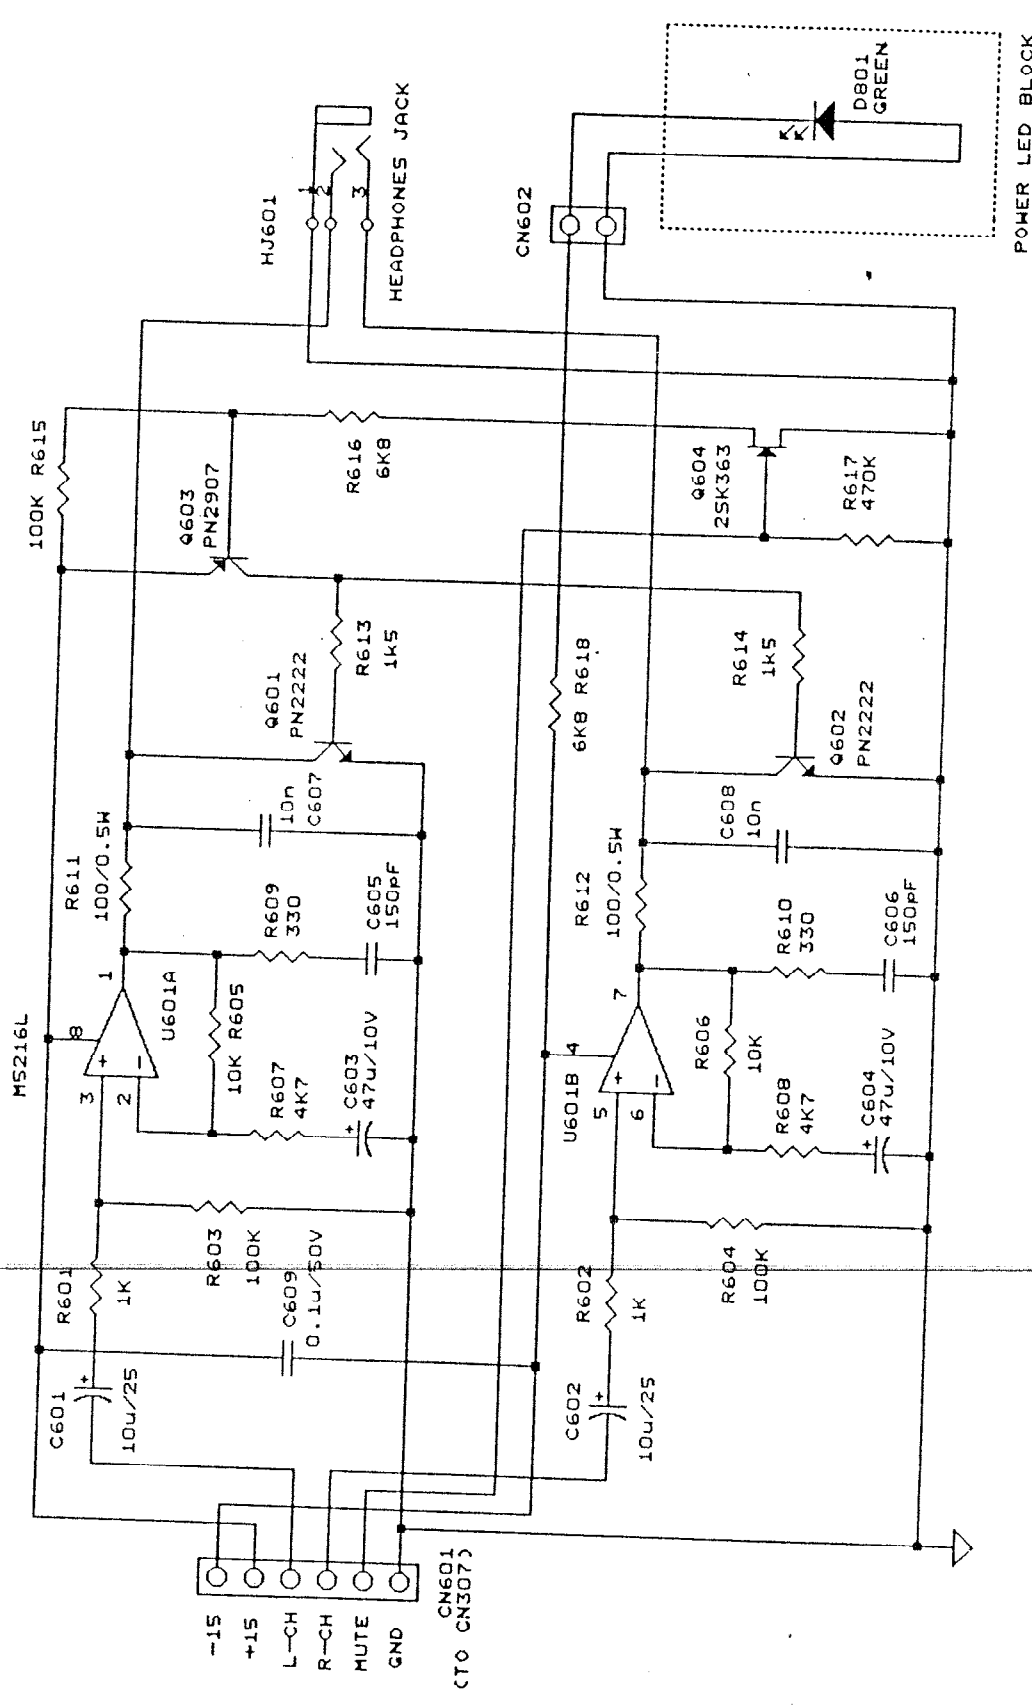 CN601
(TO CN307)
-15
+15
L-CH
R-CH
MUTE
GND
C601
10u/25
R601
1K
R603
100K
C609
0.1u/50V
M5216L
3
2
8
1
U601A
10K R605
R607
4K7
C603
47u/10V
R611
100/0.5W
R609
330
C605
150pF
10n
C607
Q601
PN2222
R613
1k5
100K R615
Q603
PN2907
R616
6K8
HJ601
1
2
3
HEADPHONES JACK
C602
10u/25
R602
1K
R604
100K
5
6
4
7
U601B
R606
10K
R608
4K7
C604
47u/10V
R612
100/0.5W
R610
330
C606
150pF
C608
10n
6K8 R618
Q602
PN2222
R614
1k5
Q604
2SK363
R617
470K
CN602
D801
GREEN
POWER LED BLOCK
+
-
+
-
+
+
+
+